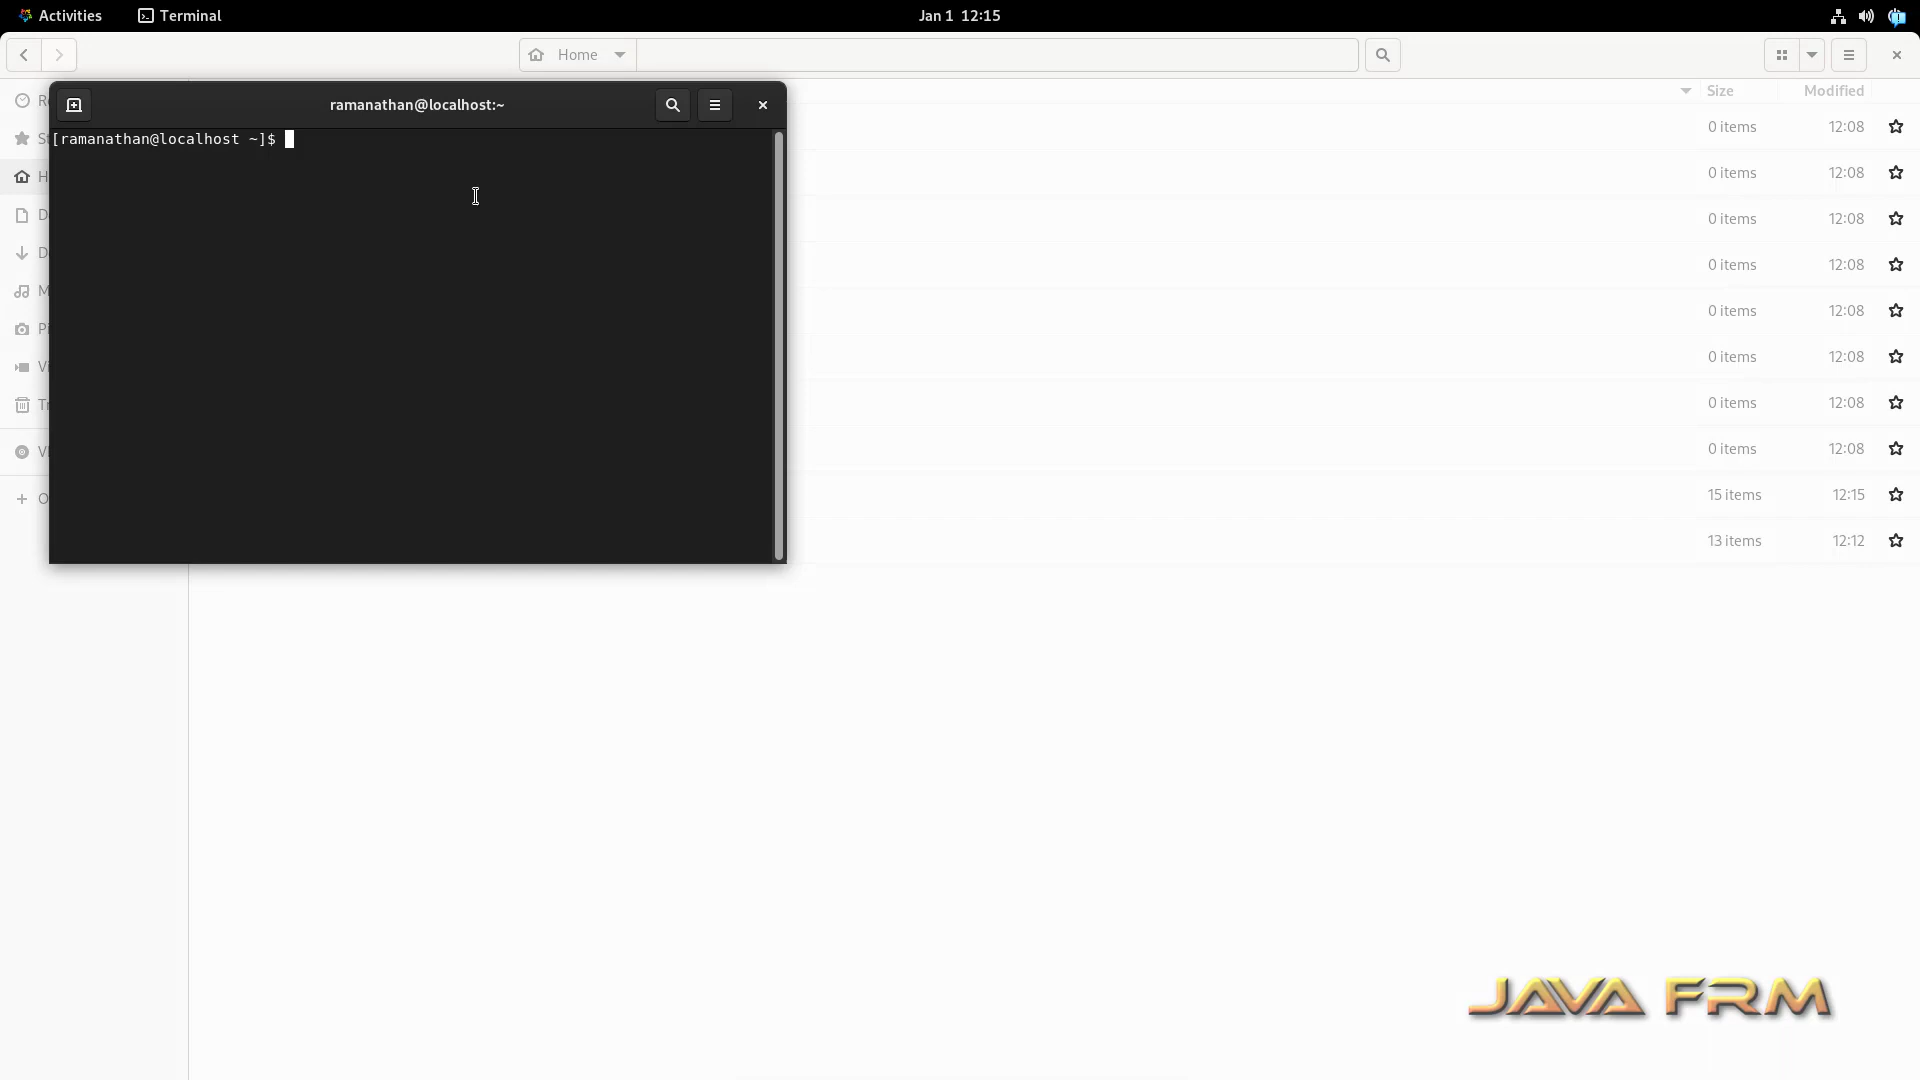 Activities
Terminal
Jan 1 12:15
Home
ramanathan@localhost:~
[ramanathan@localhost ~]$
Size
Modified
0 items 12:08
0 items 12:08
0 items 12:08
0 items 12:08
0 items 12:08
0 items 12:08
0 items 12:08
0 items 12:08
15 items 12:15
13 items 12:12
JAVA FRM